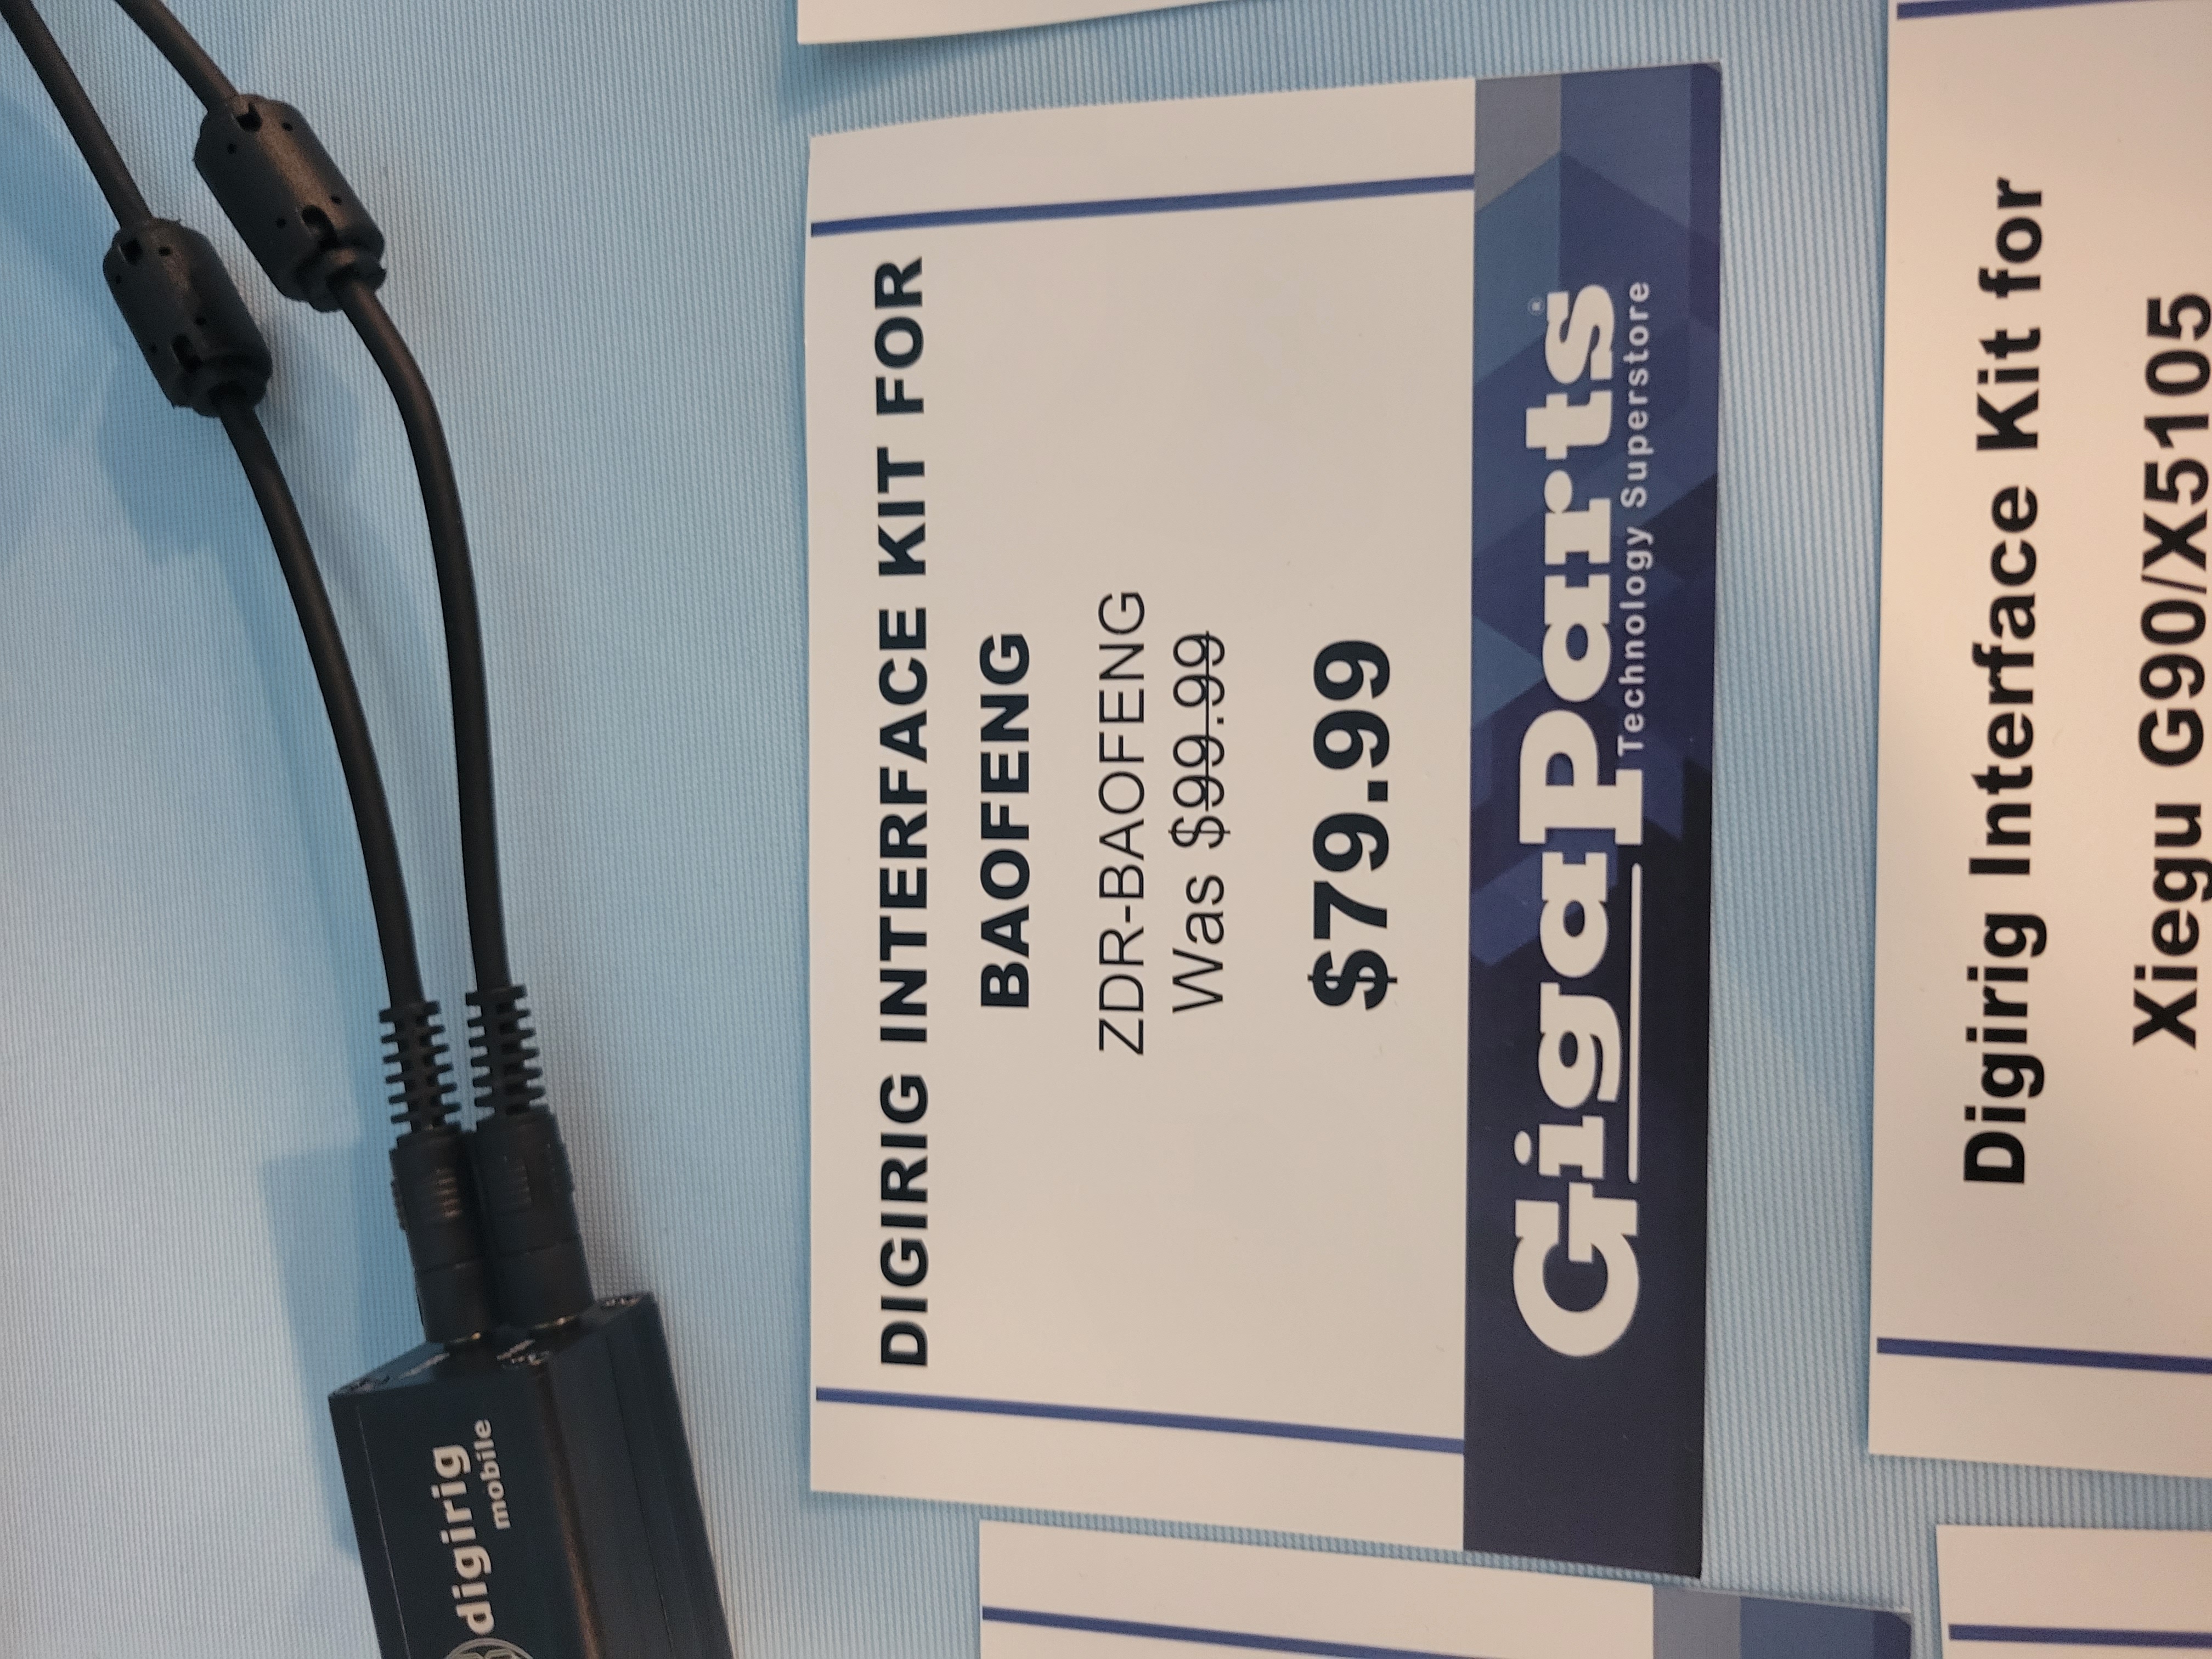 digirig
mobile
DIGIRIG INTERFACE KIT FOR
BAOFENG
ZDR-BAOFENG
Was $99.99
$79.99
GigaParts®
Technology Superstore
Digirig Interface Kit for
Xiegu G90/X5105